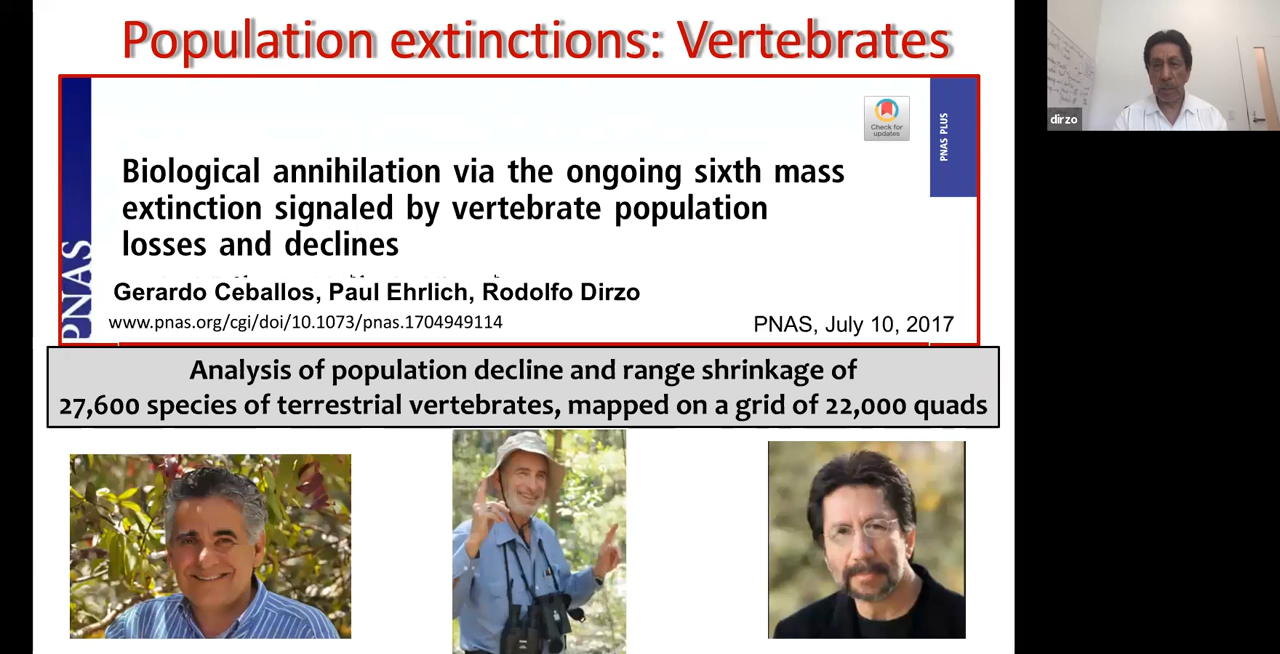 Population extinctions: Vertebrates
PNAS
Check for
updates
PNAS PLUS
Biological annihilation via the ongoing sixth mass
extinction signaled by vertebrate population
losses and declines
Gerardo Ceballos, Paul Ehrlich, Rodolfo Dirzo
www.pnas.org/cgi/doi/10.1073/pnas.1704949114
PNAS, July 10, 2017
Analysis of population decline and range shrinkage of
27,600 species of terrestrial vertebrates, mapped on a grid of 22,000 quads
dirzo